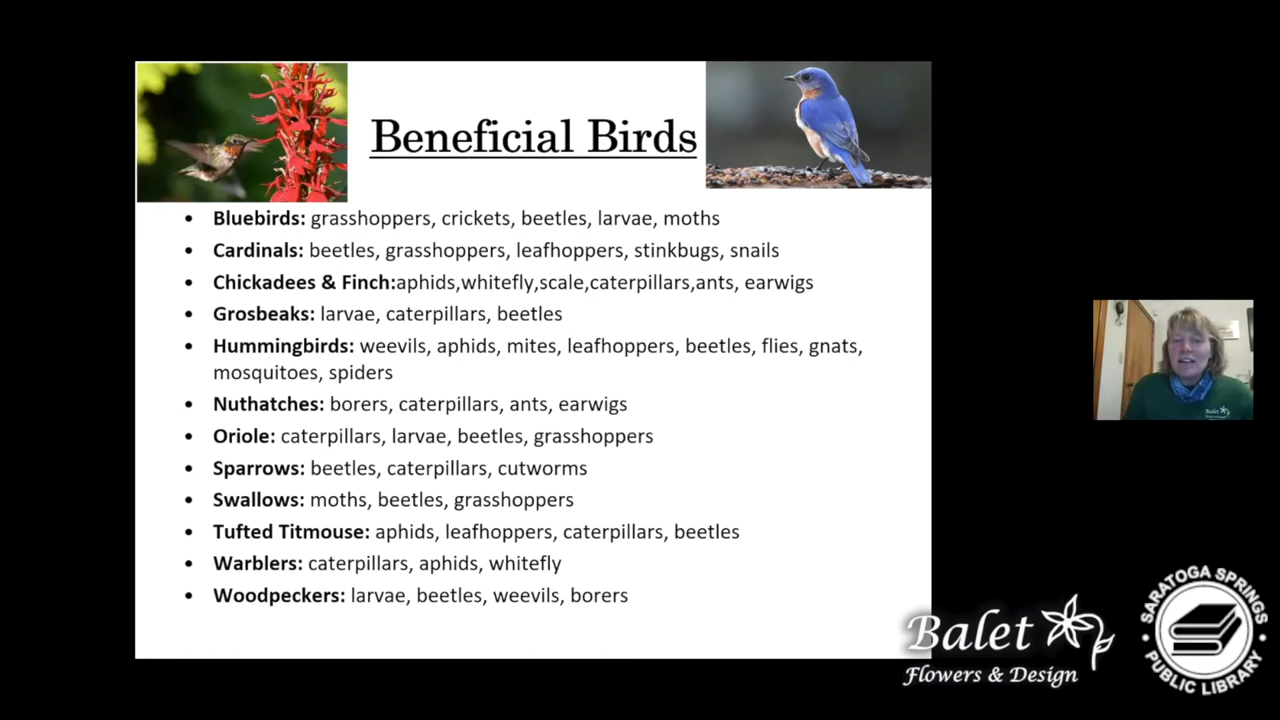 Beneficial Birds
• Bluebirds: grasshoppers, crickets, beetles, larvae, moths
• Cardinals: beetles, grasshoppers, leafhoppers, stinkbugs, snails
• Chickadees & Finch:aphids,whitefly,scale,caterpillars,ants, earwigs
• Grosbeaks: larvae, caterpillars, beetles
• Hummingbirds: weevils, aphids, mites, leafhoppers, beetles, flies, gnats,
mosquitoes, spiders
• Nuthatches: borers, caterpillars, ants, earwigs
• Oriole: caterpillars, larvae, beetles, grasshoppers
• Sparrows: beetles, caterpillars, cutworms
• Swallows: moths, beetles, grasshoppers
• Tufted Titmouse: aphids, leafhoppers, caterpillars, beetles
• Warblers: caterpillars, aphids, whitefly
• Woodpeckers: larvae, beetles, weevils, borers
Balet
Balet
Flowers & Design
SARATOGA SPRINGS
• PUBLIC LIBRARY •